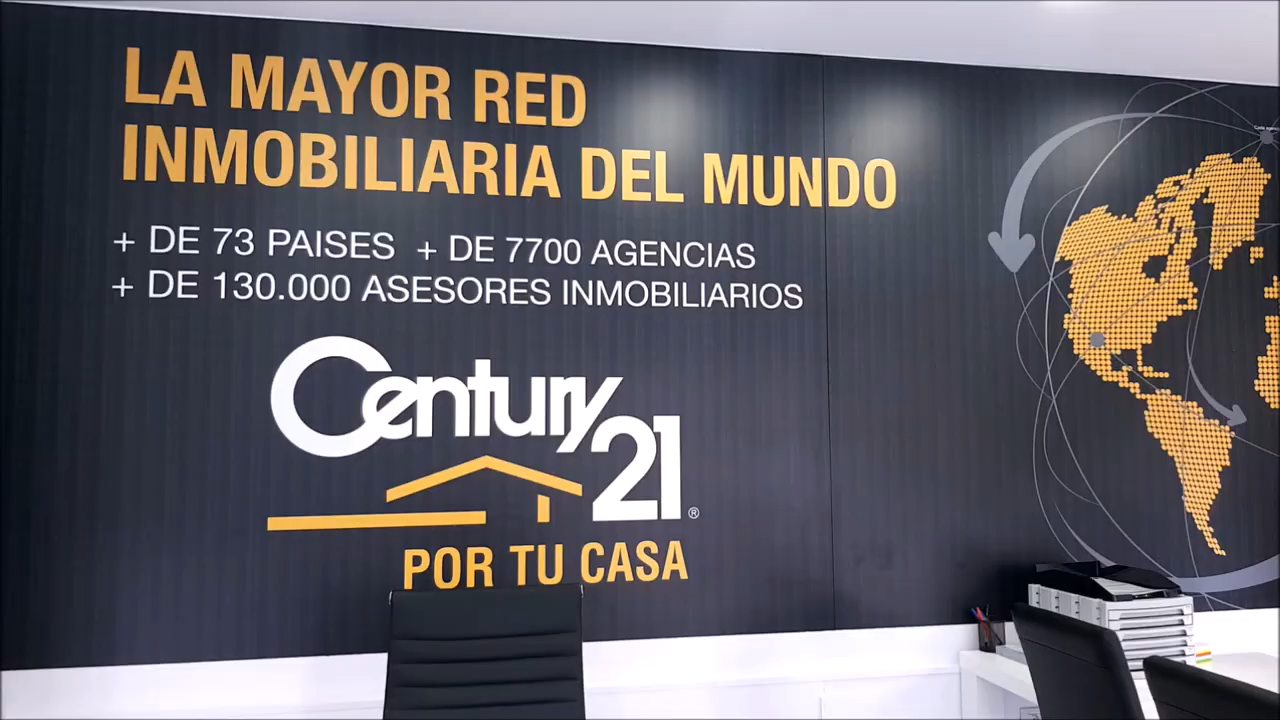 LA MAYOR RED
INMOBILIARIA DEL MUNDO
+ DE 73 PAISES + DE 7700 AGENCIAS
+ DE 130.000 ASESORES INMOBILIARIOS
Century
21®
POR TU CASA